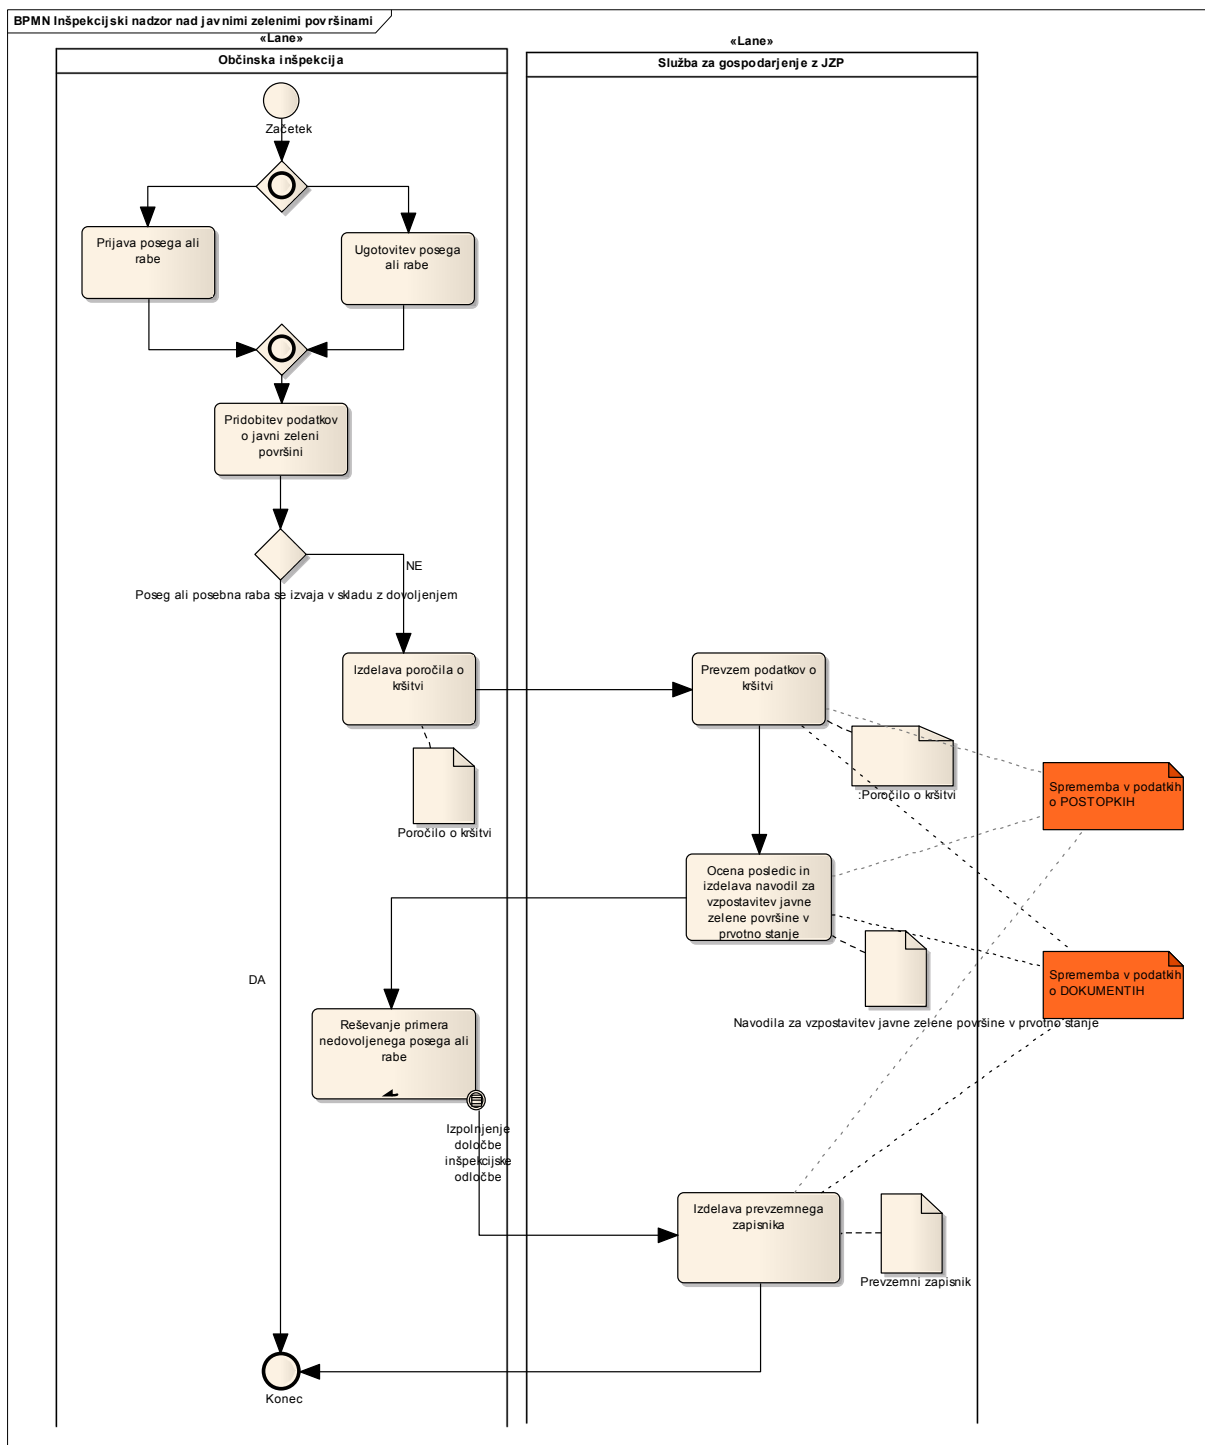 BPMN Inšpekcijski nadzor nad javnimi zelenimi površinami
«Lane»
Občinska inšpekcija
«Lane»
Služba za gospodarjenje z JZP
Začetek
Prijava posega ali
rabe
Ugotovitev posega
ali rabe
Pridobitev podatkov
o javni zeleni
površini
NE
Poseg ali posebna raba se izvaja v skladu z dovoljenjem
Izdelava poročila o
kršitvi
Prevzem podatkov o
kršitvi
Poročilo o kršitvi
:Poročilo o kršitvi
Sprememba v podatkih
o POSTOPKIH
Ocena posledic in
izdelava navodil za
vzpostavitev javne
zelene površine v
prvotno stanje
DA
Sprememba v podatkih
o DOKUMENTIH
Navodila za vzpostavitev javne zelene površine v prvotno stanje
Reševanje primera
nedovoljenega posega ali
rabe
Izpolnjenje
določbe
inšpekcijske
odločbe
Izdelava prevzemnega
zapisnika
Prevzemni zapisnik
Konec